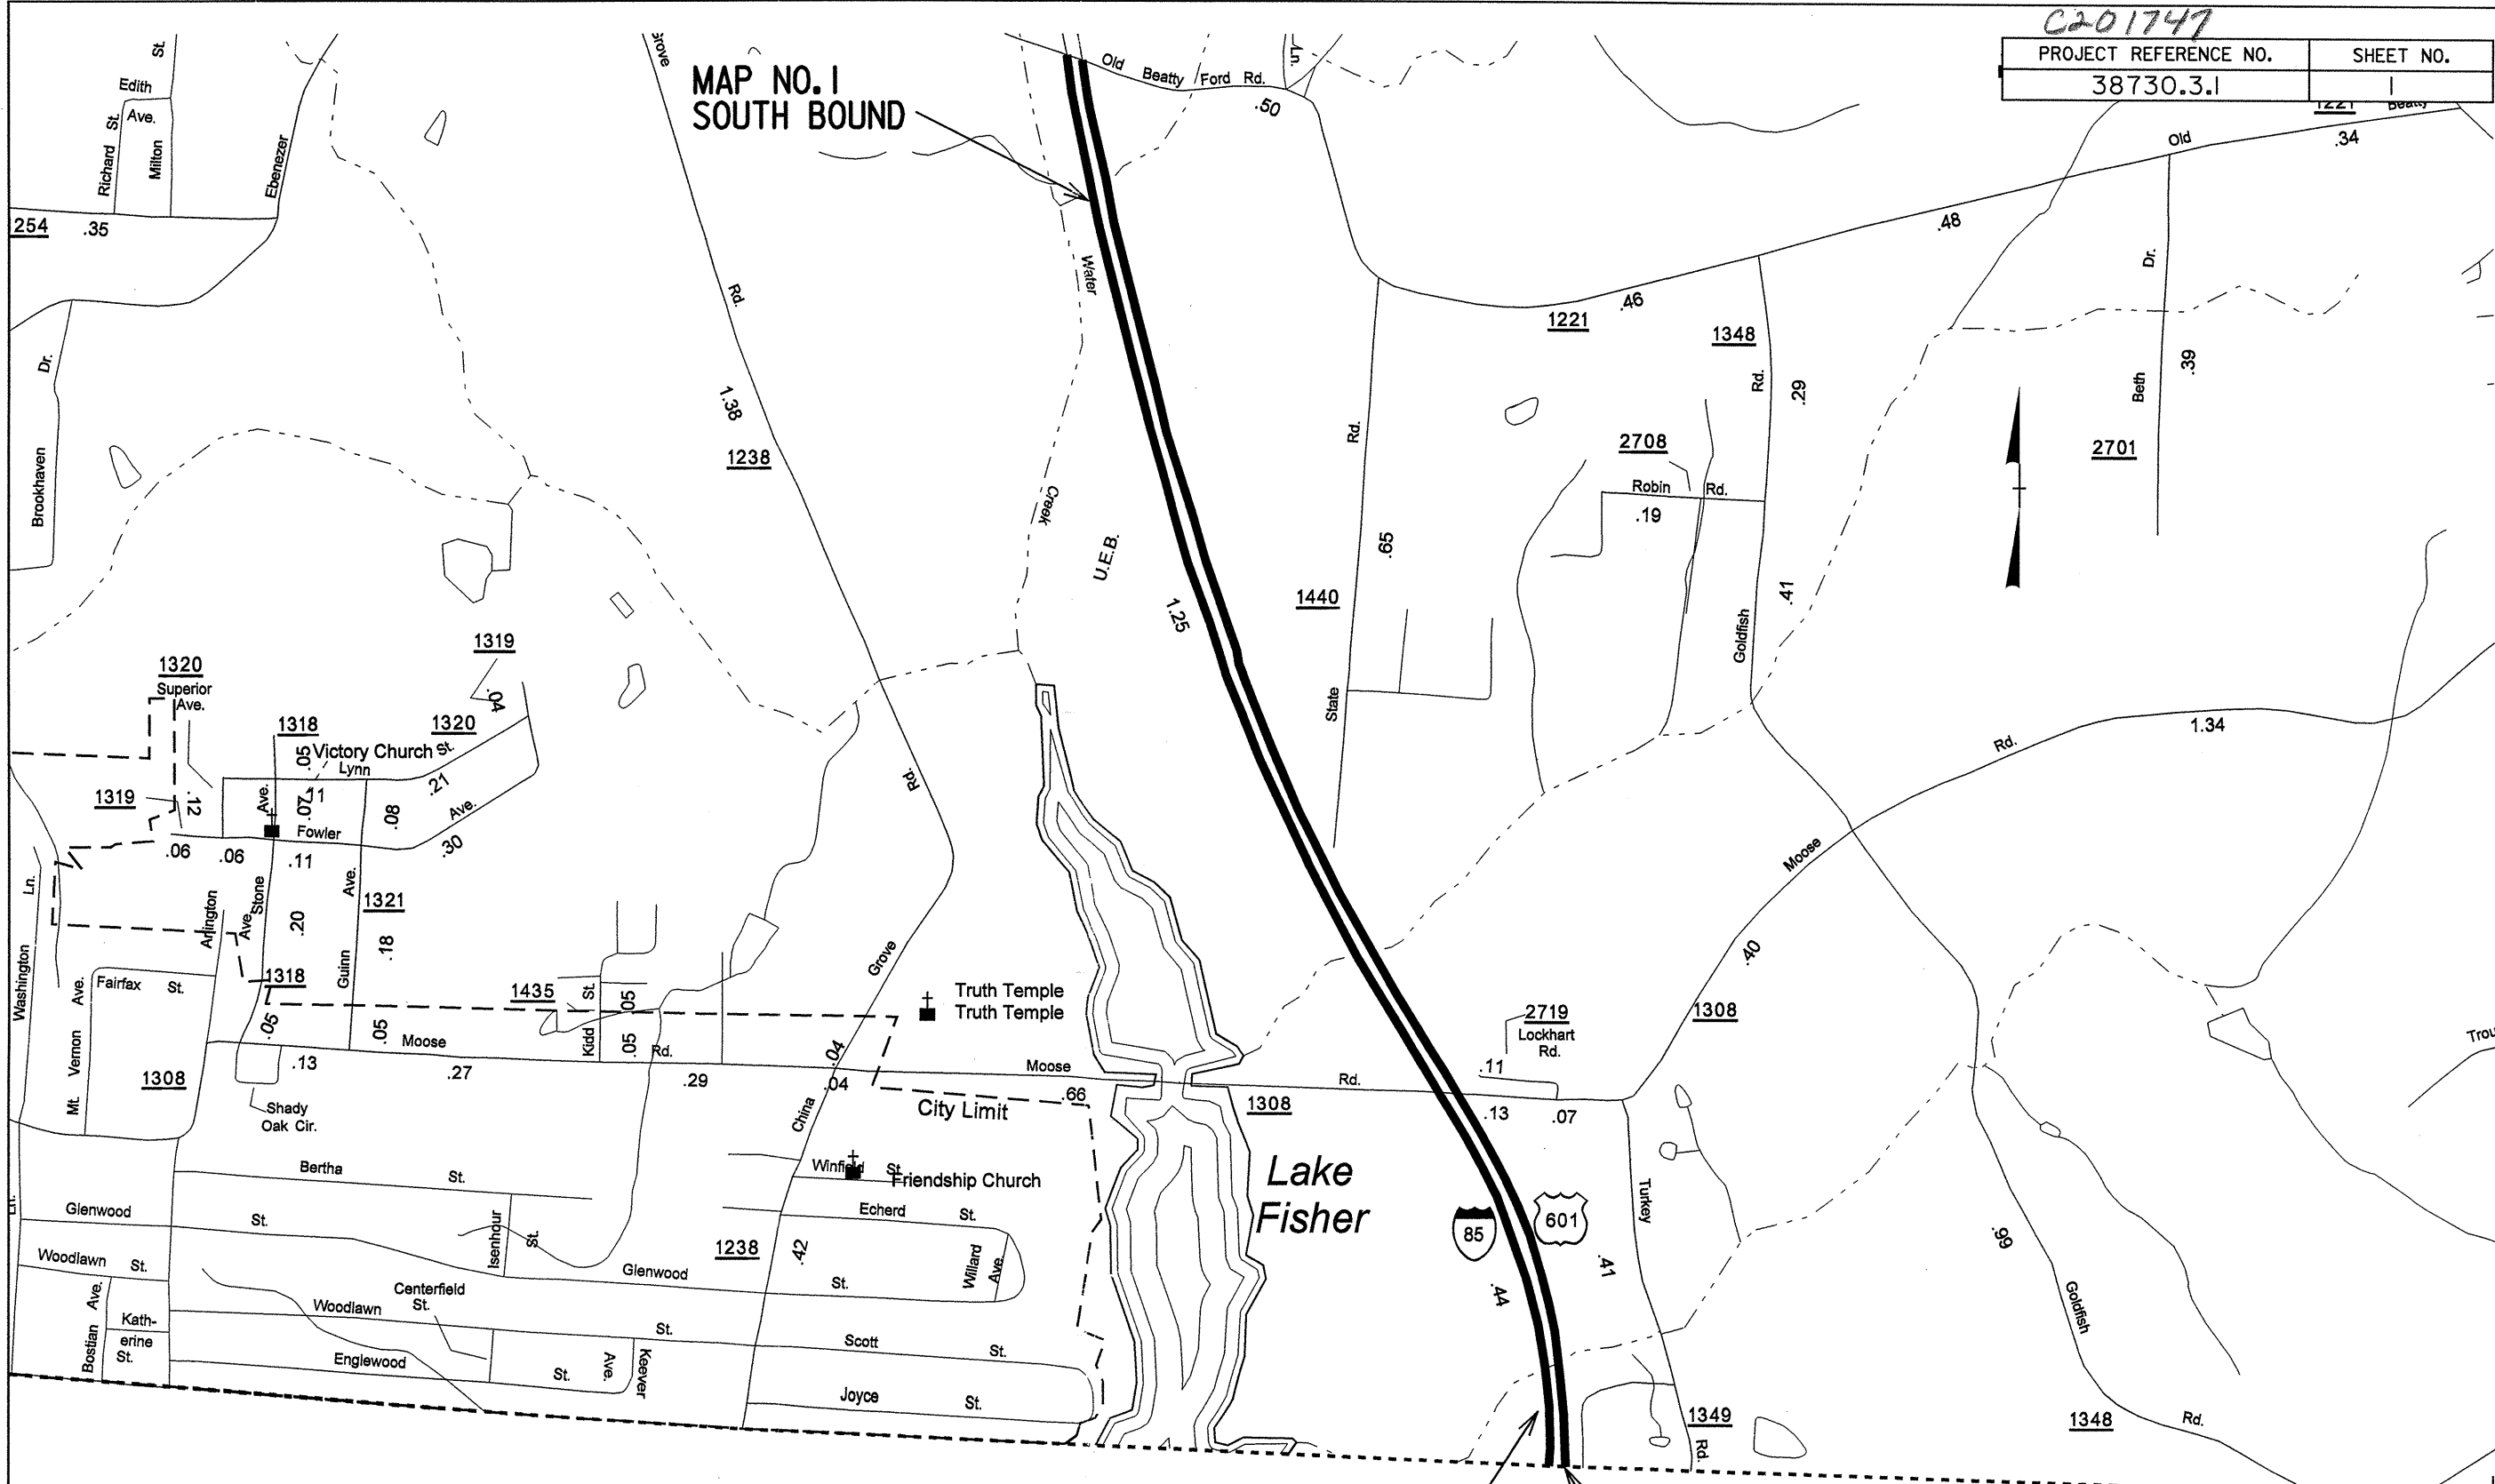 C201747
PROJECT REFERENCE NO. SHEET NO.
38730.3.1 1
MAP NO. 1
SOUTH BOUND
Grove
Old Beatty Ford Rd.
.50
Ln.
1221 Beatty
Old
.34
.48
.46
1221
St.
Edith
Ave.
Richard St.
Milton
Ebenezer
254
.35
Dr.
Brookhaven
Rd.
1.38
1238
Water
Creek
U.E.B.
1.25
Rd.
.65
1440
State
1348
Rd.
.29
2708
Robin Rd.
.19
.41
Goldfish
Dr.
Beth
.39
2701
1319
.04
1320
Superior
Ave.
1318
1320
.05
Victory Church
St.
Lynn
.21
1319
.12
Ave.
.07
.11
.08
Ave.
.30
Fowler
.06
.06
.11
Rd.
Rd.
1.34
Moose
Ln.
Washington
Arlington
Ave.
Stone
.20
Ave.
1321
.18
Guinn
1318
.05
.05
Ave.
Fairfax St.
Mt. Vernon
1308
Moose
.13
.27
Shady
Oak Cir.
1435
St.
Kidd
.05
.05
Rd.
.29
Grove
Truth Temple
Truth Temple
.04
.04
Moose
.66
City Limit
Rd.
1308
2719
Lockhart
Rd.
.11
.13
.07
1308
.40
Trou
China
Winfield St.
Friendship Church
Lake
Fisher
85
601
Turkey
.41
.44
.99
Goldfish
Bertha St.
Ln.
Glenwood St.
Isenhour
St.
Echerd St.
Willard
Ave.
1238
.42
Woodlawn St.
Glenwood St.
Centerfield
St.
Bostian Ave.
Kath-
erine
St.
Woodlawn St.
Scott St.
Englewood St.
Ave.
Keever
Joyce St.
1349
Rd.
1348
Rd.